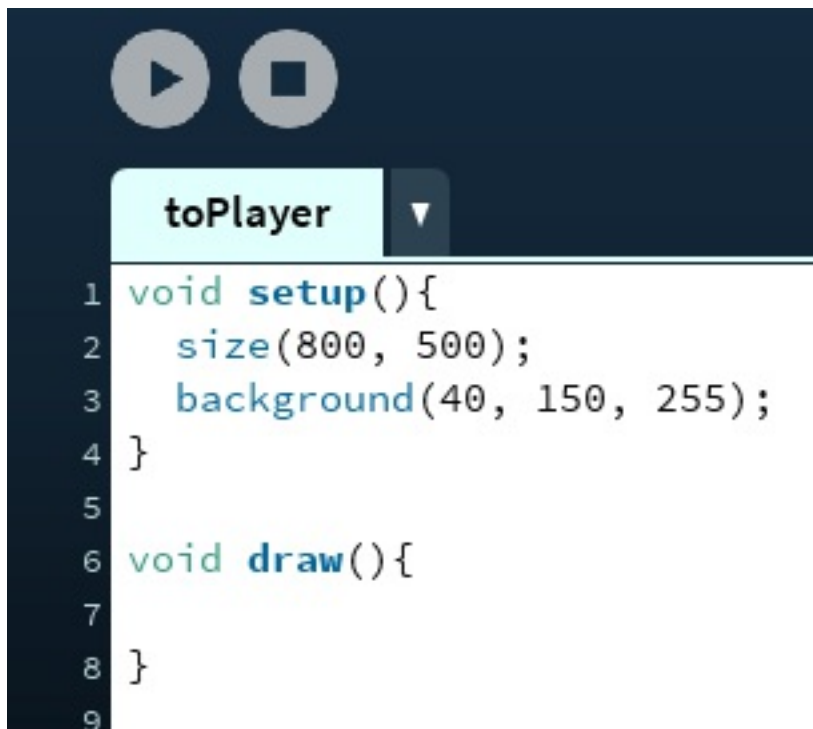 toPlayer ▼
1 void setup(){
2   size(800, 500);
3   background(40, 150, 255);
4 }
5
6 void draw(){
7
8 }
9